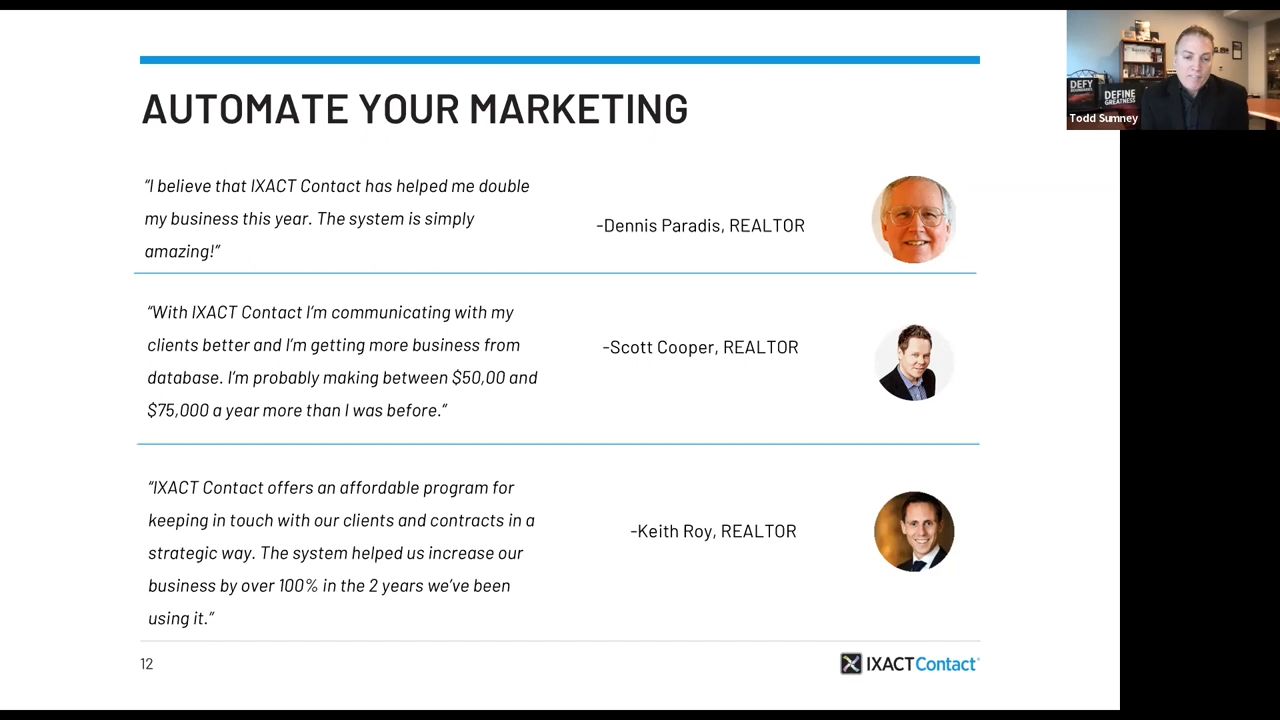 AUTOMATE YOUR MARKETING
“I believe that IXACT Contact has helped me double
my business this year. The system is simply
amazing!”
-Dennis Paradis, REALTOR
“With IXACT Contact I’m communicating with my
clients better and I’m getting more business from
database. I’m probably making between $50,00 and
$75,000 a year more than I was before.”
-Scott Cooper, REALTOR
“IXACT Contact offers an affordable program for
keeping in touch with our clients and contracts in a
strategic way. The system helped us increase our
business by over 100% in the 2 years we’ve been
using it.”
-Keith Roy, REALTOR
12
IXACTContact
DEFY
DEFINE
GREATNESS
Todd Sumney